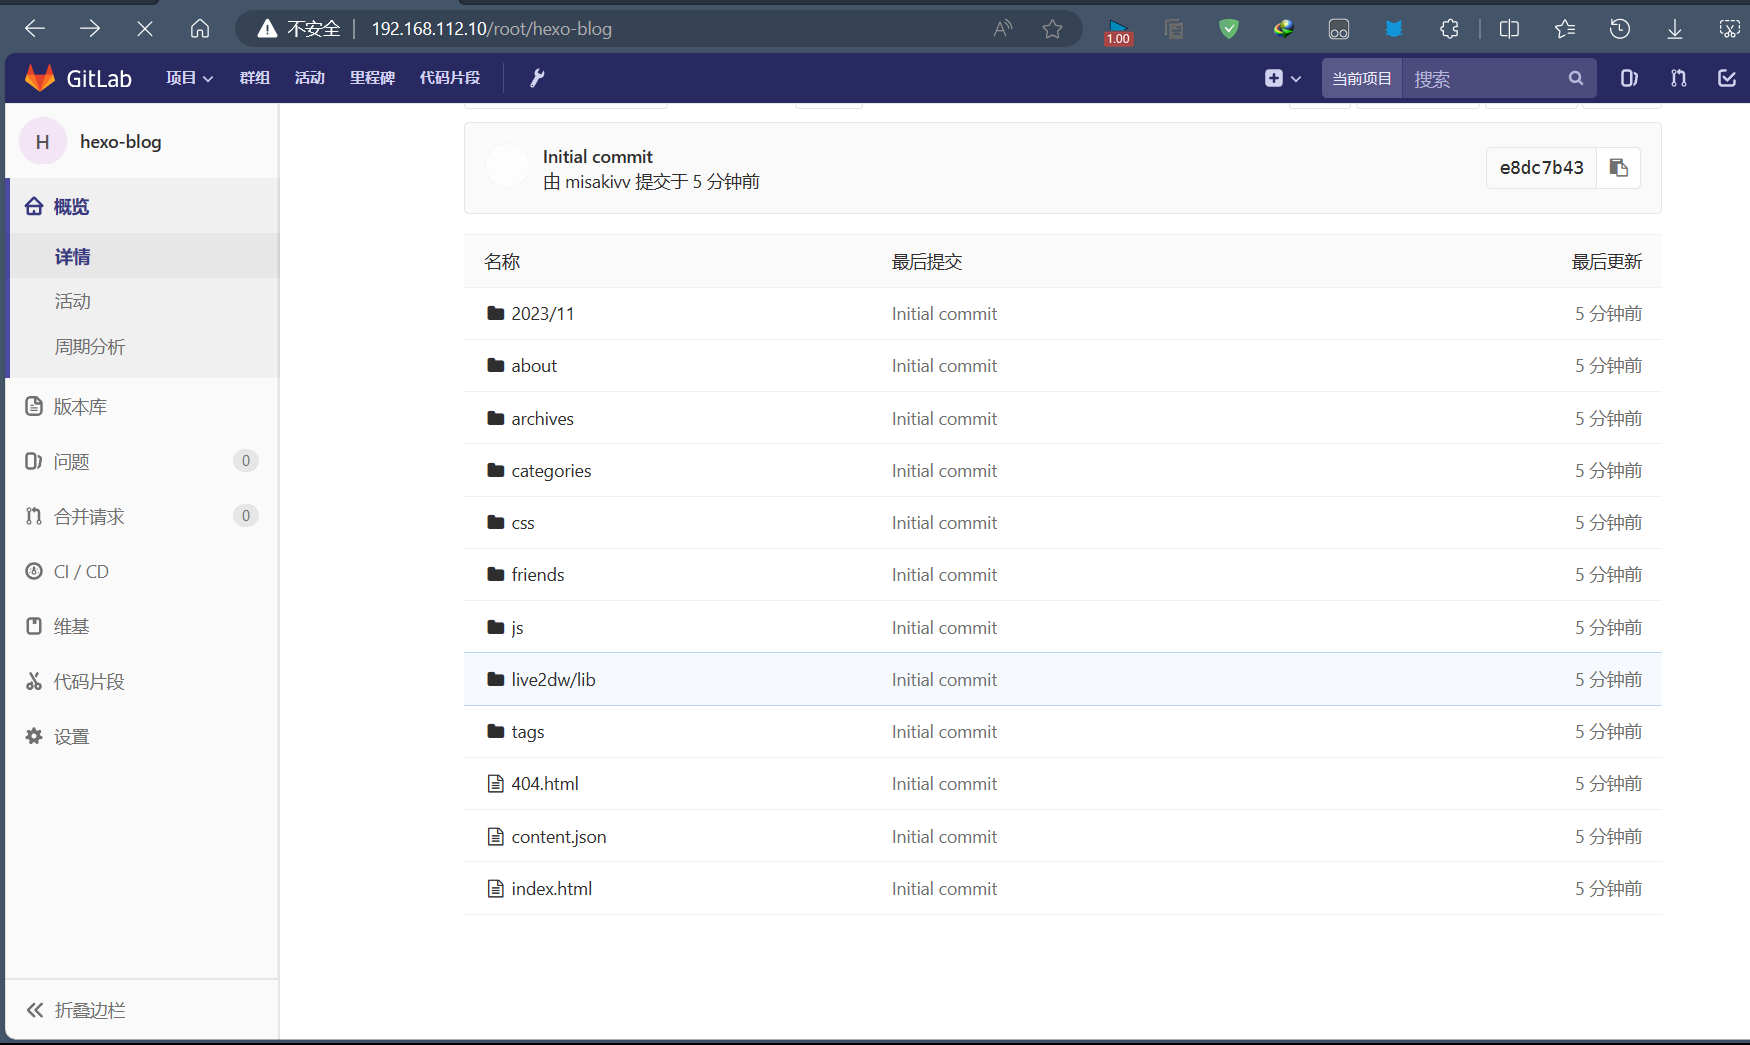 不安全 192.168.112.10/root/hexo-blog
1.00
GitLab 项目 群组 活动 里程碑 代码片段 当前项目 搜索
H hexo-blog
概览
详情
活动
周期分析
版本库
问题 0
合并请求 0
CI / CD
维基
代码片段
设置
折叠边栏
Initial commit
由 misakivv 提交于 5 分钟前
e8dc7b43
名称 最后提交 最后更新
2023/11 Initial commit 5 分钟前
about Initial commit 5 分钟前
archives Initial commit 5 分钟前
categories Initial commit 5 分钟前
css Initial commit 5 分钟前
friends Initial commit 5 分钟前
js Initial commit 5 分钟前
live2dw/lib Initial commit 5 分钟前
tags Initial commit 5 分钟前
404.html Initial commit 5 分钟前
content.json Initial commit 5 分钟前
index.html Initial commit 5 分钟前